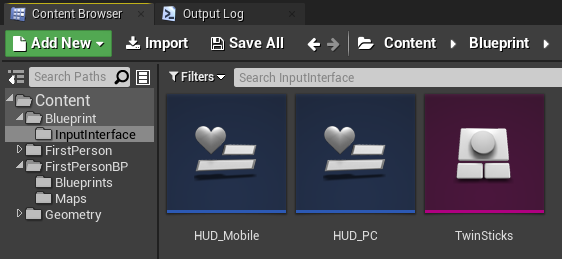 Content Browser
Output Log
Add New
Import
Save All
Content
Blueprint
Search Paths
Filters
Search InputInterface
Content
Blueprint
InputInterface
FirstPerson
FirstPersonBP
Blueprints
Maps
Geometry
HUD_Mobile
HUD_PC
TwinSticks